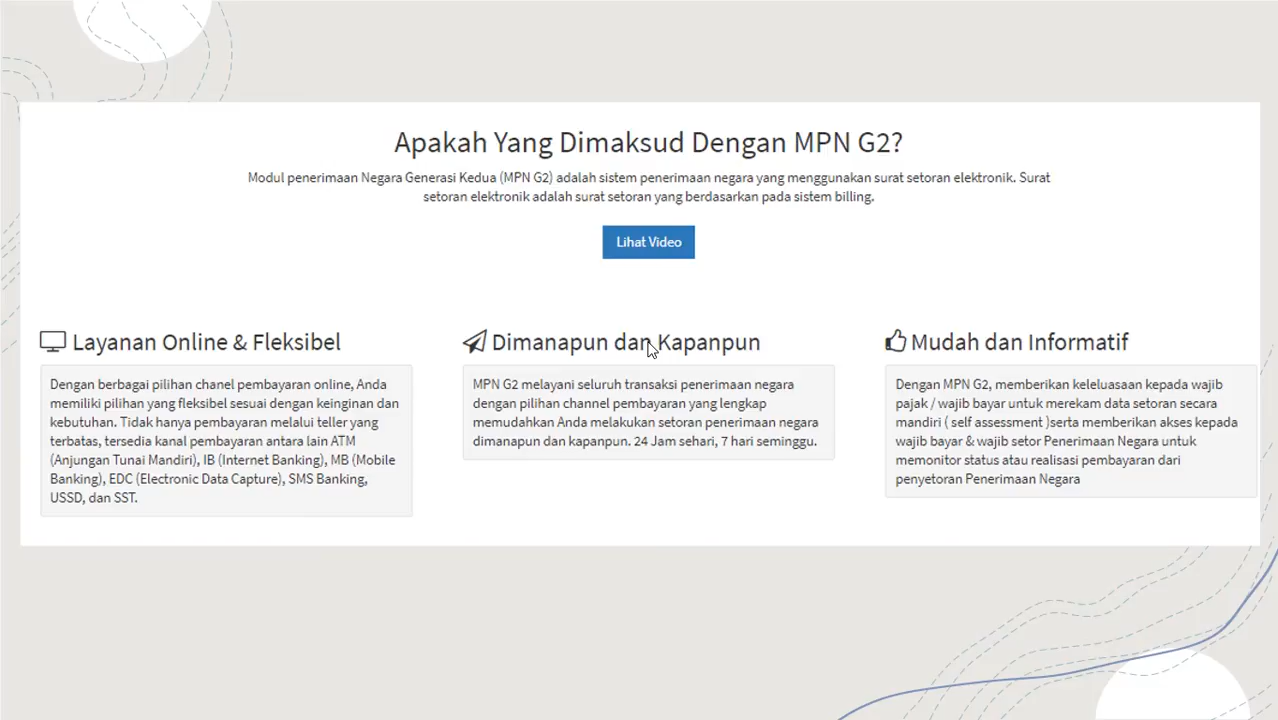 Apakah Yang Dimaksud Dengan MPN G2?
Modul penerimaan Negara Generasi Kedua (MPN G2) adalah sistem penerimaan negara yang menggunakan surat setoran elektronik. Surat
setoran elektronik adalah surat setoran yang berdasarkan pada sistem billing.
Lihat Video
Layanan Online & Fleksibel
Dengan berbagai pilihan chanel pembayaran online, Anda
memiliki pilihan yang fleksibel sesuai dengan keinginan dan
kebutuhan. Tidak hanya pembayaran melalui teller yang
terbatas, tersedia kanal pembayaran antara lain ATM
(Anjungan Tunai Mandiri), IB (Internet Banking), MB (Mobile
Banking), EDC (Electronic Data Capture), SMS Banking,
USSD, dan SST.
Dimanapun dan Kapanpun
MPN G2 melayani seluruh transaksi penerimaan negara
dengan pilihan channel pembayaran yang lengkap
memudahkan Anda melakukan setoran penerimaan negara
dimanapun dan kapanpun. 24 Jam sehari, 7 hari seminggu.
Mudah dan Informatif
Dengan MPN G2, memberikan keleluasaan kepada wajib
pajak / wajib bayar untuk merekam data setoran secara
mandiri ( self assessment )serta memberikan akses kepada
wajib bayar & wajib setor Penerimaan Negara untuk
memonitor status atau realisasi pembayaran dari
penyetoran Penerimaan Negara